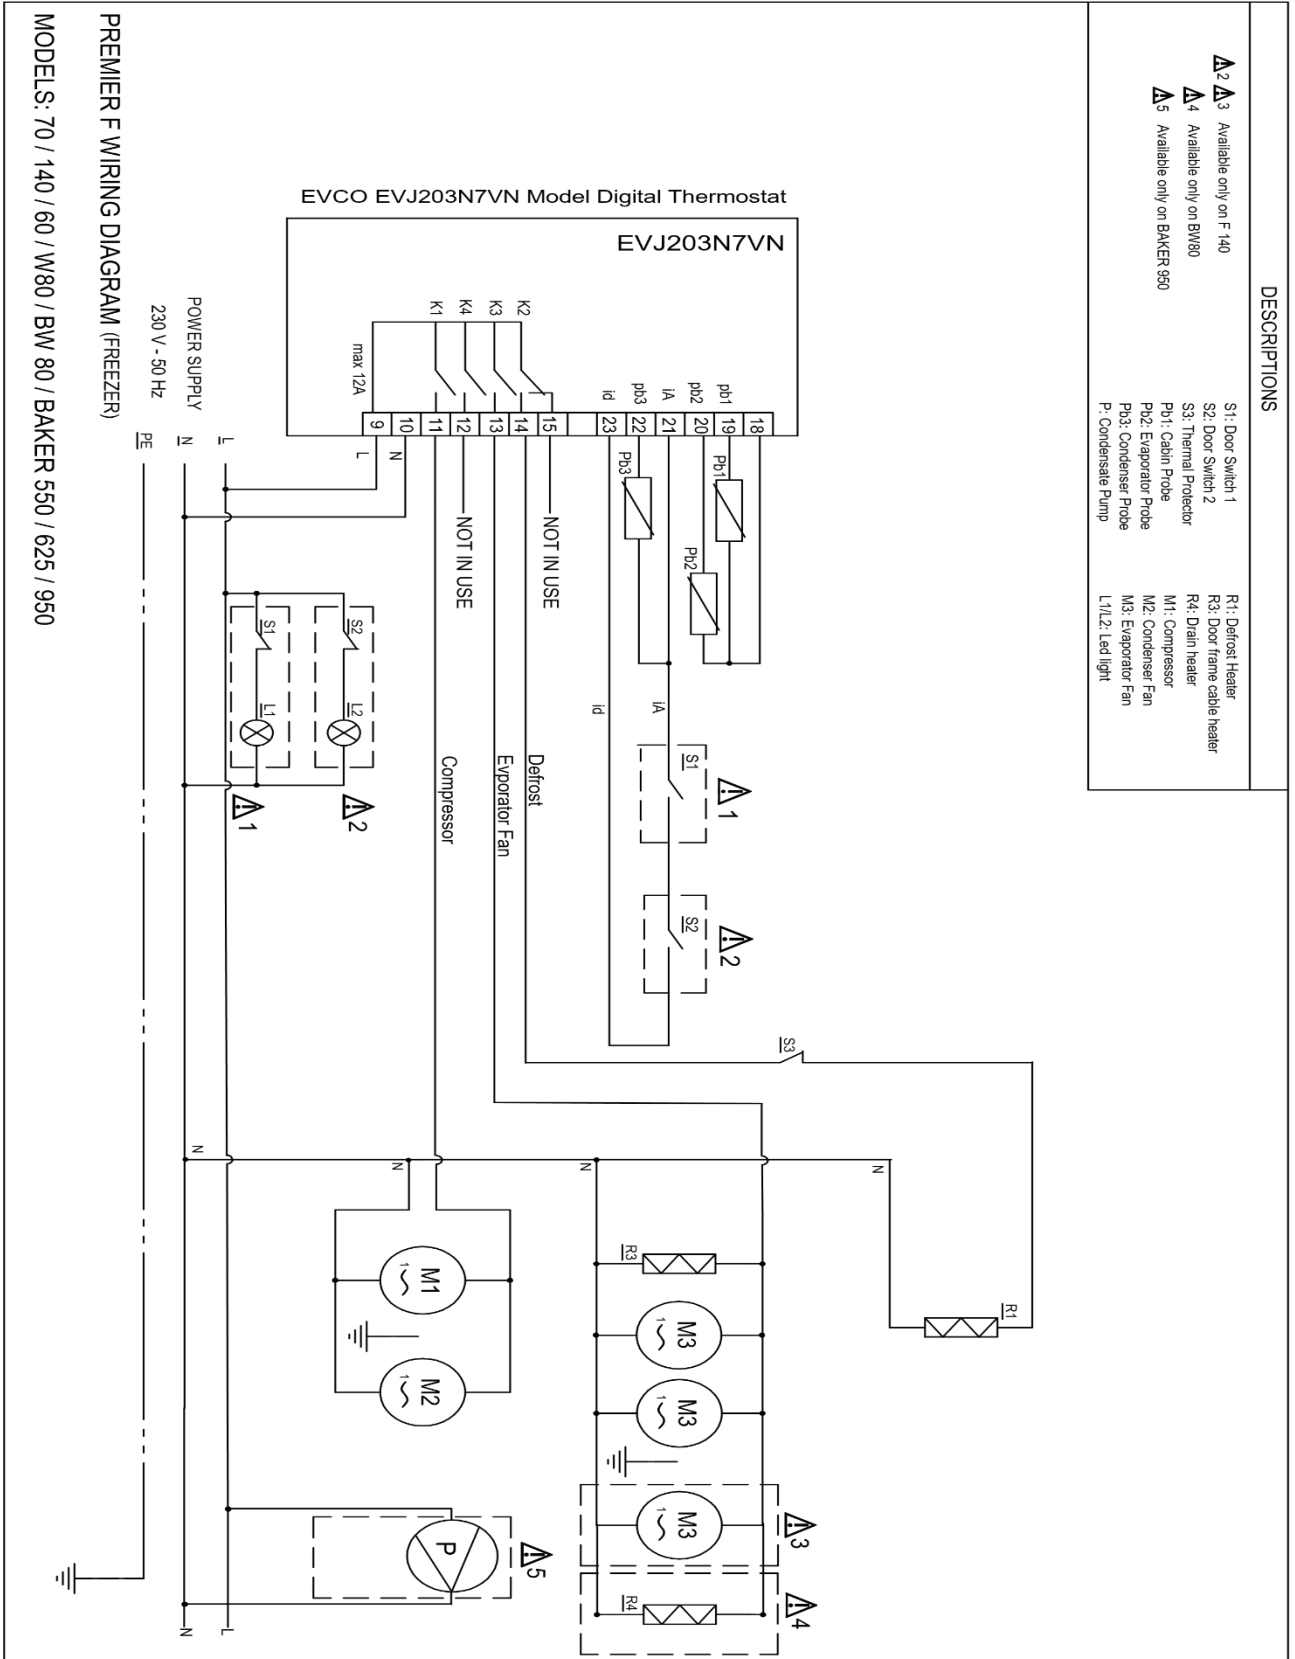 DESCRIPTIONS
S1: Door Switch 1
S2: Door Switch 2
S3: Thermal Protector
Pb1: Cabin Probe
Pb2: Evaporator Probe
Pb3: Condenser Probe
P: Condensate Pump
R1: Defrost Heater
R3: Door frame cable heater
R4: Drain heater
M1: Compressor
M2: Condenser Fan
M3: Evaporator Fan
L1/L2: Led light
2 3 Available only on F 140
4 Available only on BW80
5 Available only on BAKER 950
EVCO EVJ203N7VN Model Digital Thermostat
EVJ203N7VN
K1
K4
K3
K2
max 12A
id
pb3
iA
pb2
pb1
9
10
11
12
13
14
15
23
22
21
20
19
18
L
N
NOT IN USE
NOT IN USE
Pb3
Pb1
Pb2
id
iA
S1
1
S2
2
S3
Defrost
Evporator Fan
Compressor
POWER SUPPLY
230 V - 50 Hz
L
N
PE
S1
L1
1
S2
L2
2
N
N
N
N
R1
R3
M3
1
M3
1
M3
1
3
R4
4
M1
1
M2
1
P
5
L
N
PREMIER F WIRING DIAGRAM (FREEZER)
MODELS: 70 / 140 / 60 / W80 / BW 80 / BAKER 550 / 625 / 950